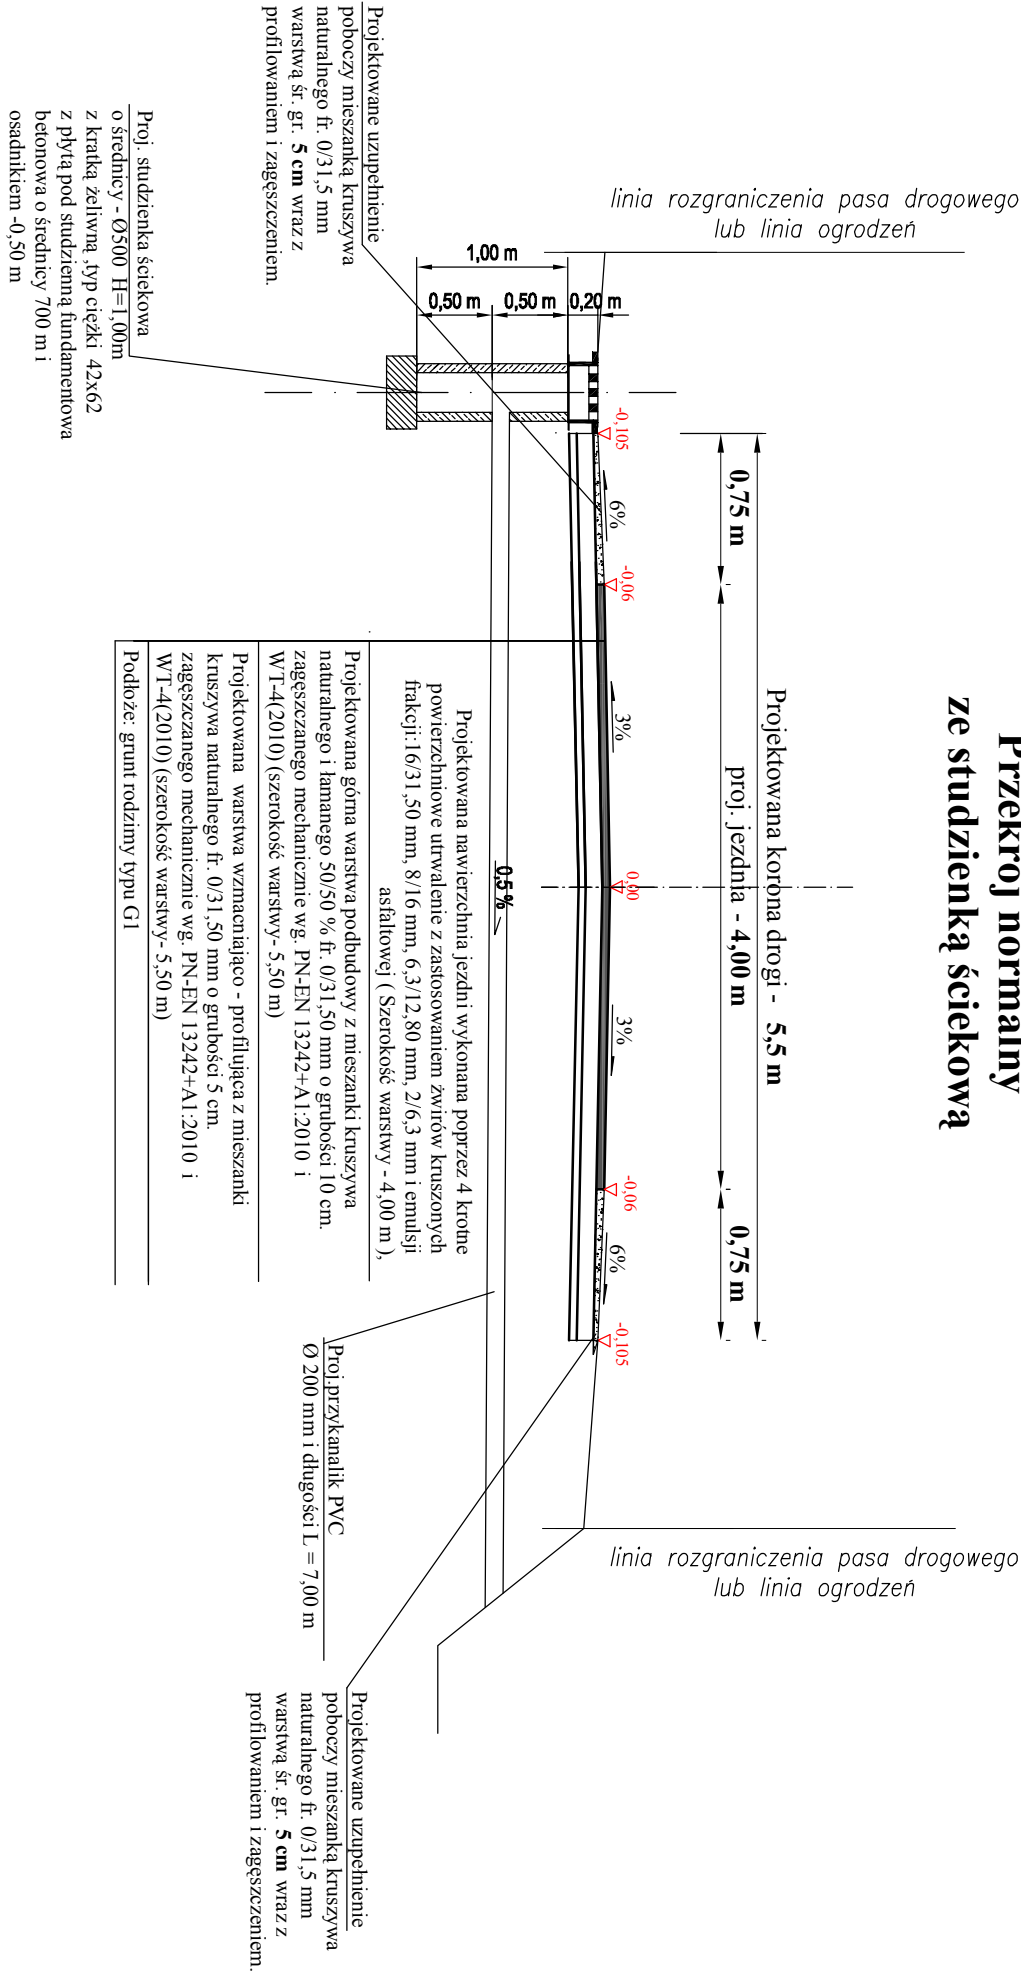 Przekrój normalny
ze studzienką ściekową
linia rozgraniczenia pasa drogowego
lub linia ogrodzeń
linia rozgraniczenia pasa drogowego
lub linia ogrodzeń
Projektowana korona drogi - 5,5 m
proj. jezdnia - 4,00 m
0,75 m
0,75 m
-0,105
-0,06
0,00
-0,06
-0,105
6%
3%
3%
6%
1,00 m
0,50 m
0,50 m
0,20 m
0,5 %
Projektowane uzupełnienie
poboczy mieszanką kruszywa
naturalnego fr. 0/31,5 mm
warstwą śr. gr. 5 cm wraz z
profilowaniem i zagęszczeniem.
Proj. studzienka ściekowa
o średnicy - Ø500 H=1,00m
z kratką żeliwną ,typ ciężki 42x62
z płytą pod studzienną fundamentowa
betonowa o średnicy 700 m i
osadnikiem -0,50 m
Projektowana nawierzchnia jezdni wykonana poprzez 4 krotne
powierzchniowe utrwalenie z zastosowaniem żwirów kruszonych
frakcji:16/31,50 mm, 8/16 mm, 6,3/12,80 mm, 2/6,3 mm i emulsji
asfaltowej ( Szerokość warstwy - 4,00 m ),
Projektowana górna warstwa podbudowy z mieszanki kruszywa
naturalnego i łamanego 50/50 % fr. 0/31,50 mm o grubości 10 cm.
zagęszczanego mechanicznie wg. PN-EN 13242+A1:2010 i
WT-4(2010) (szerokość warstwy- 5,50 m)
Projektowana warstwa wzmacniająco - profilująca z mieszanki
kruszywa naturalnego fr. 0/31,50 mm o grubości 5 cm.
zagęszczanego mechanicznie wg. PN-EN 13242+A1:2010 i
WT-4(2010) (szerokość warstwy- 5,50 m)
Podłoże: grunt rodzimy typu G1
Proj.przykanalik PVC
Ø 200 mm i długości L = 7,00 m
Projektowane uzupełnienie
poboczy mieszanką kruszywa
naturalnego fr. 0/31,5 mm
warstwą śr. gr. 5 cm wraz z
profilowaniem i zagęszczeniem.